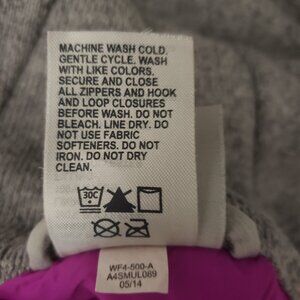 MACHINE WASH COLD.
GENTLE CYCLE. WASH
WITH LIKE COLORS.
SECURE AND CLOSE
ALL ZIPPERS AND HOOK
AND LOOP CLOSURES
BEFORE WASH. DO NOT
BLEACH. LINE DRY. DO
NOT USE FABRIC
SOFTENERS. DO NOT
IRON. DO NOT DRY
CLEAN.
30C
WF4-500-A
A4SMUL089
05/14